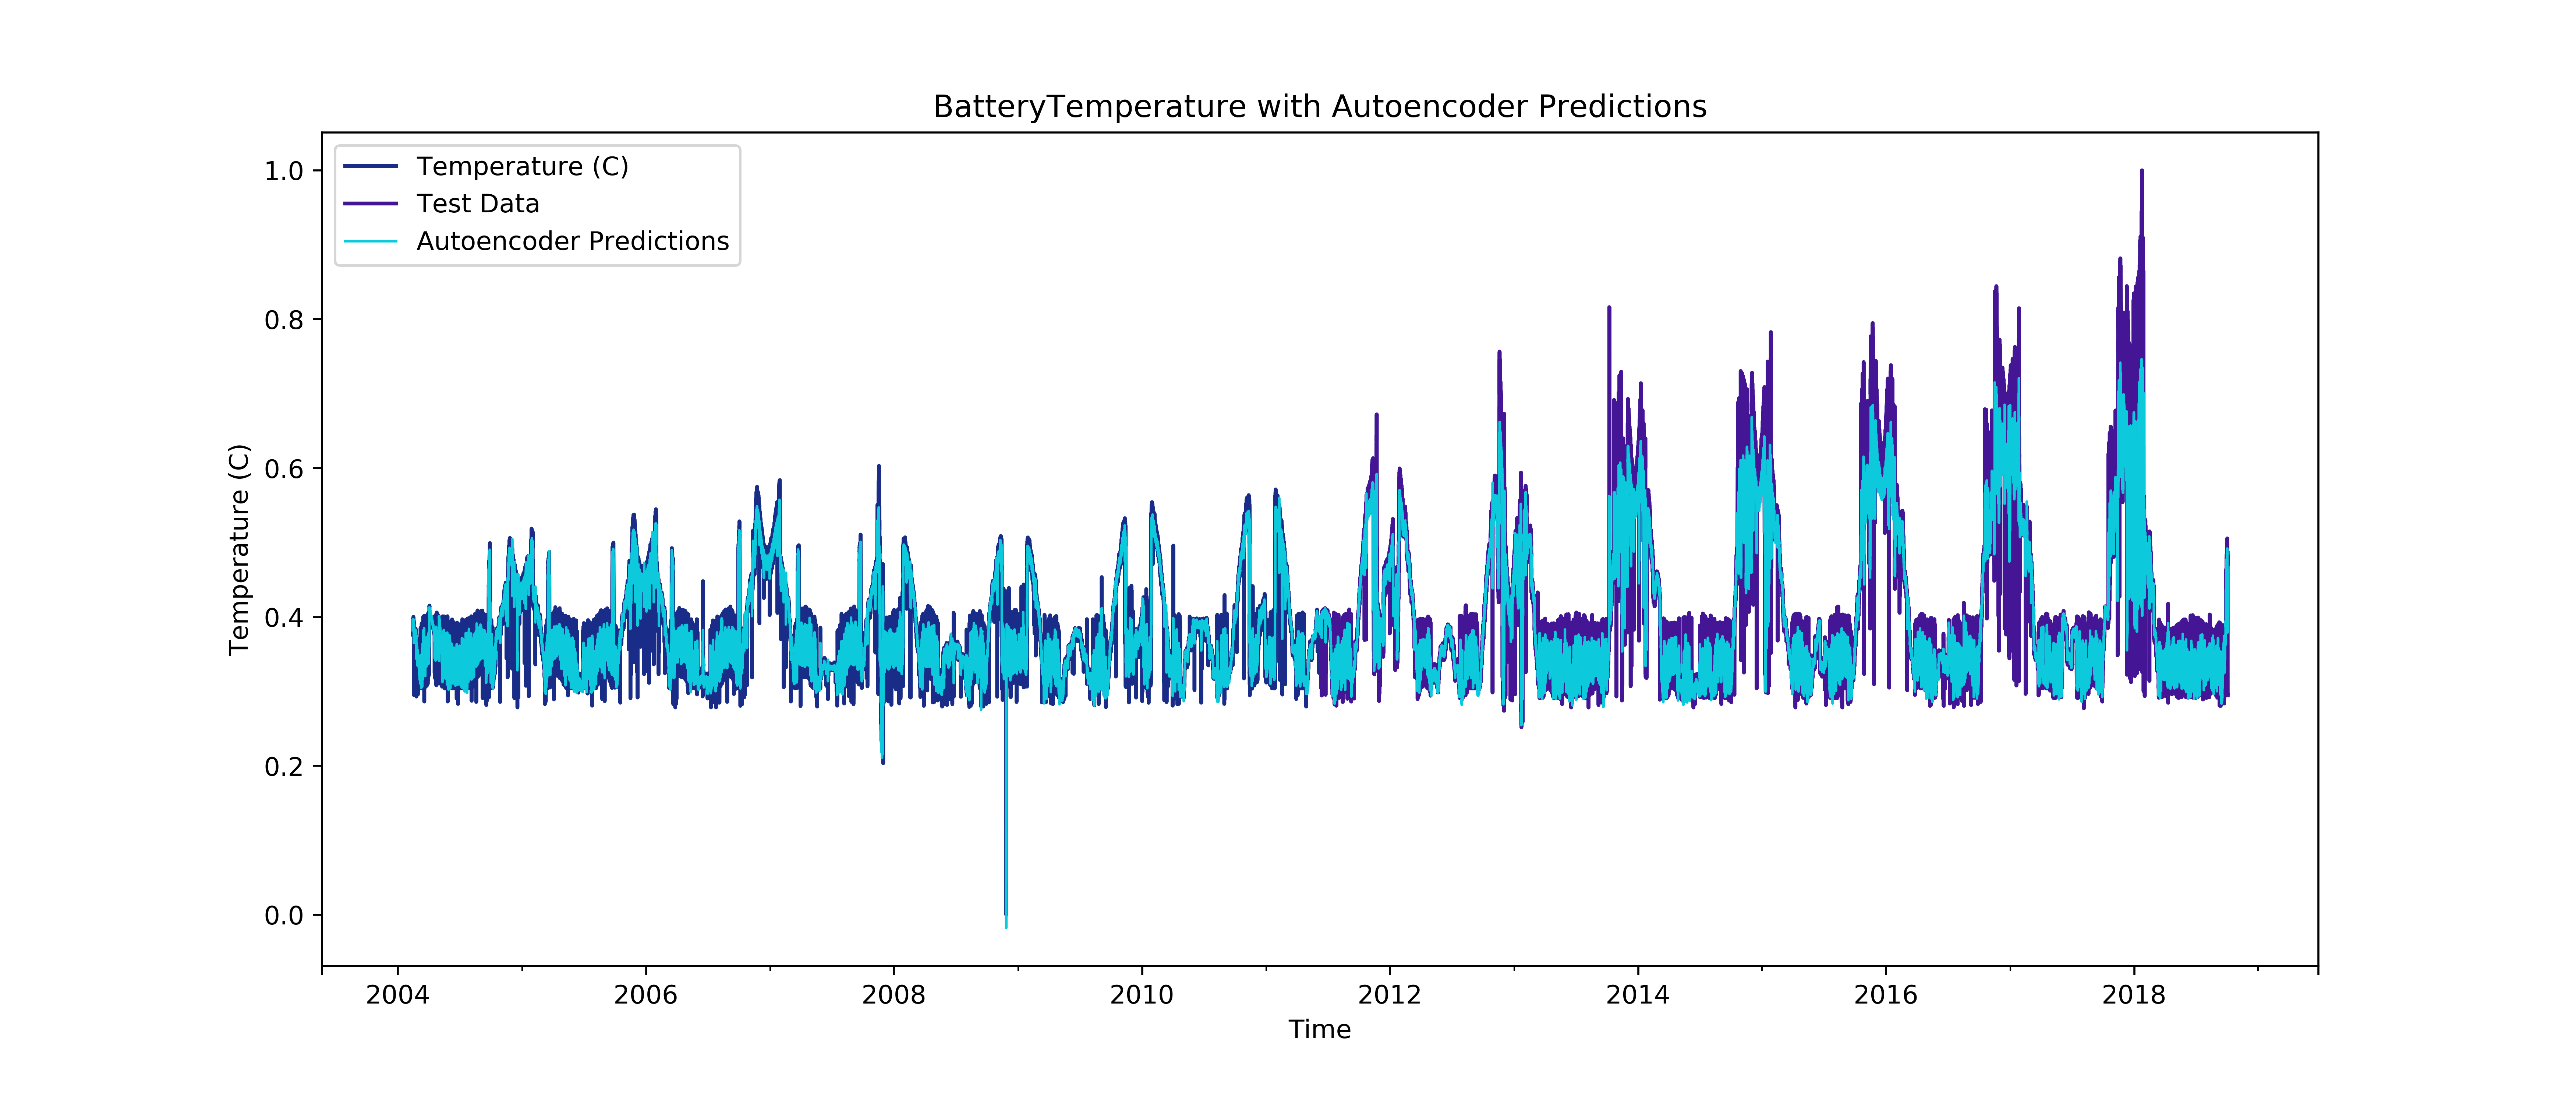 BatteryTemperature with Autoencoder Predictions
Temperature (C)
Test Data
Autoencoder Predictions
Temperature (C)
1.0
0.8
0.6
0.4
0.2
0.0
2004
2006
2008
2010
2012
2014
2016
2018
Time